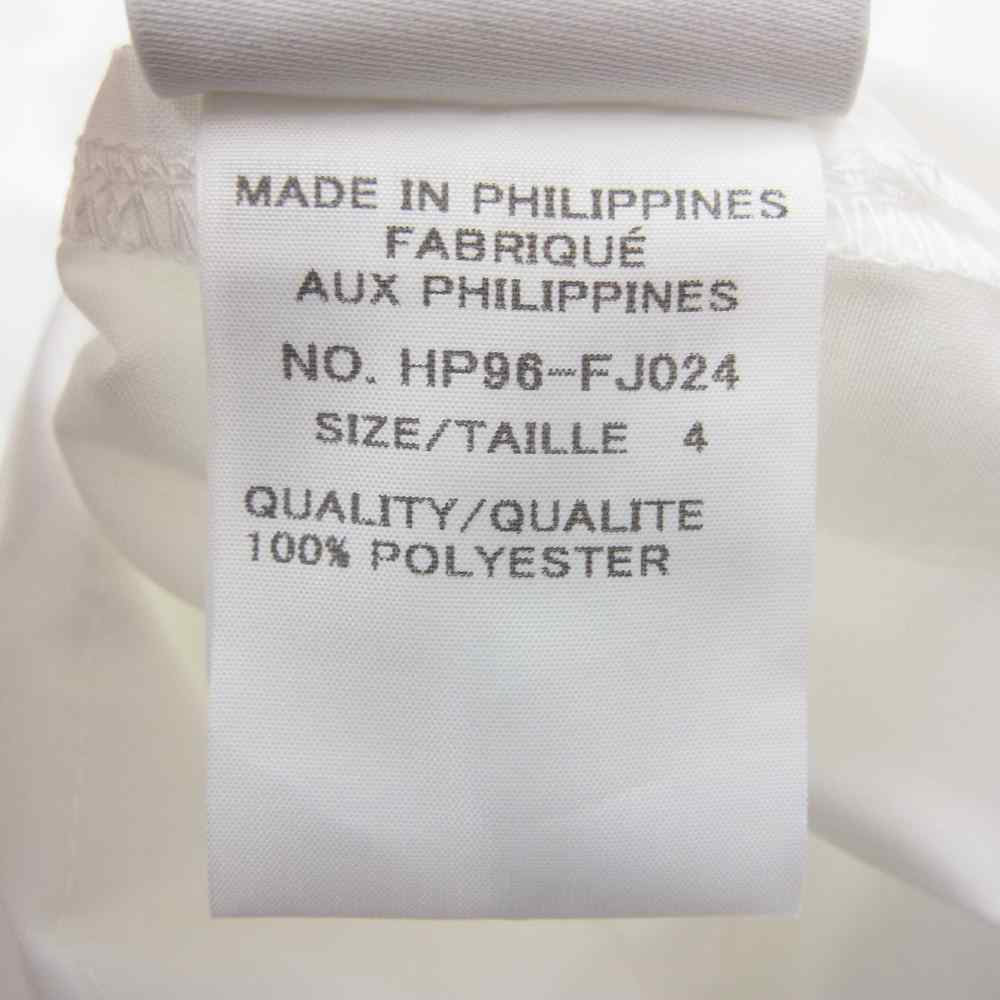 MADE IN PHILIPPINES
FABRIQUÉ
AUX PHILIPPINES
NO. HP96-FJ024
SIZE/TAILLE 4
QUALITY/QUALITE
100% POLYESTER